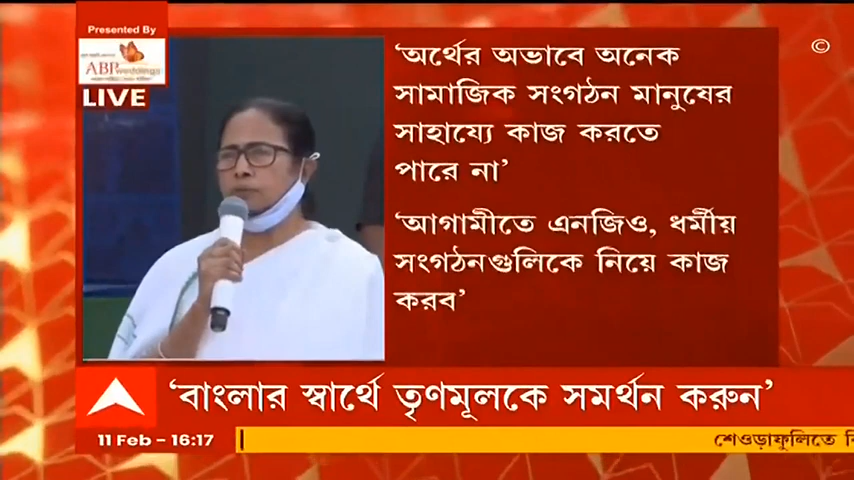 Presented By
ABP weddings
LIVE
©
‘অর্থের অভাবে অনেক
সামাজিক সংগঠন মানুষের
সাহায্যে কাজ করতে
পারে না’
‘আগামীতে এনজিও, ধর্মীয়
সংগঠনগুলিকে নিয়ে কাজ
করব’
‘বাংলার স্বার্থে তৃণমূলকে সমর্থন করুন’
11 Feb - 16:17
শেওড়াফুলিতে